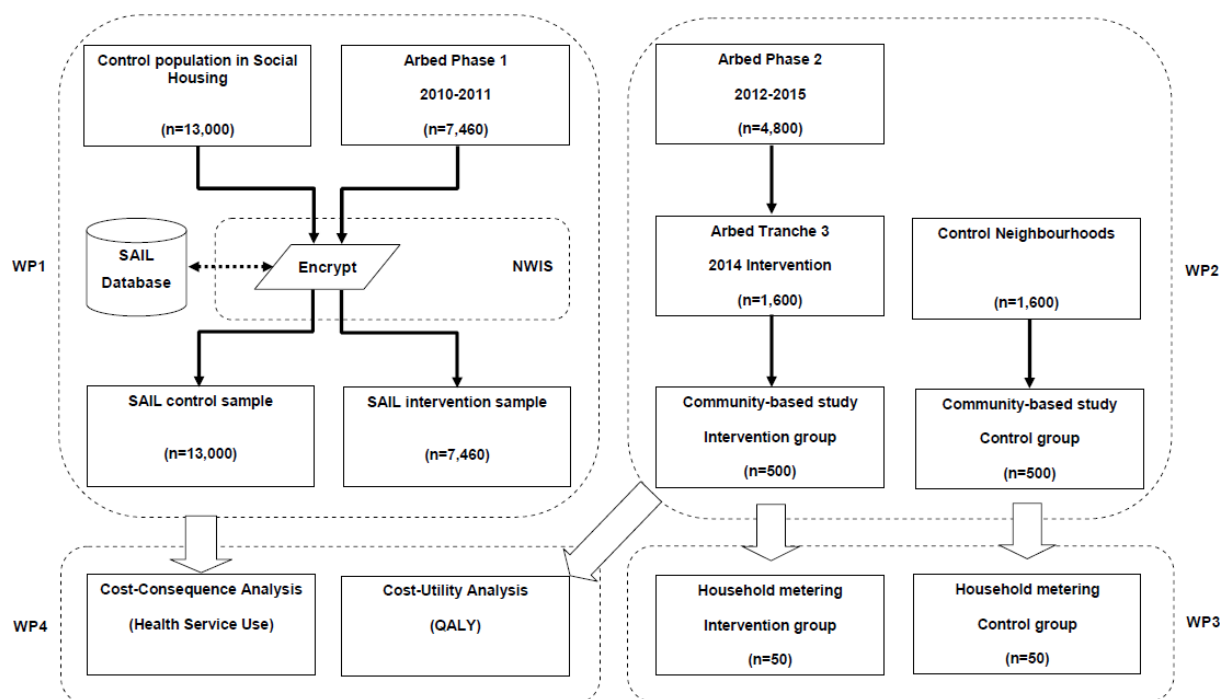 Control population in Social
Housing
(n=13,000)
Arbed Phase 1
2010-2011
(n=7,460)
WP1
SAIL
Database
Encrypt
NWIS
SAIL control sample
(n=13,000)
SAIL intervention sample
(n=7,460)
Arbed Phase 2
2012-2015
(n=4,800)
Arbed Tranche 3
2014 Intervention
(n=1,600)
Control Neighbourhoods
(n=1,600)
WP2
Community-based study
Intervention group
(n=500)
Community-based study
Control group
(n=500)
WP4
Cost-Consequence Analysis
(Health Service Use)
Cost-Utility Analysis
(QALY)
Household metering
Intervention group
(n=50)
Household metering
Control group
(n=50)
WP3